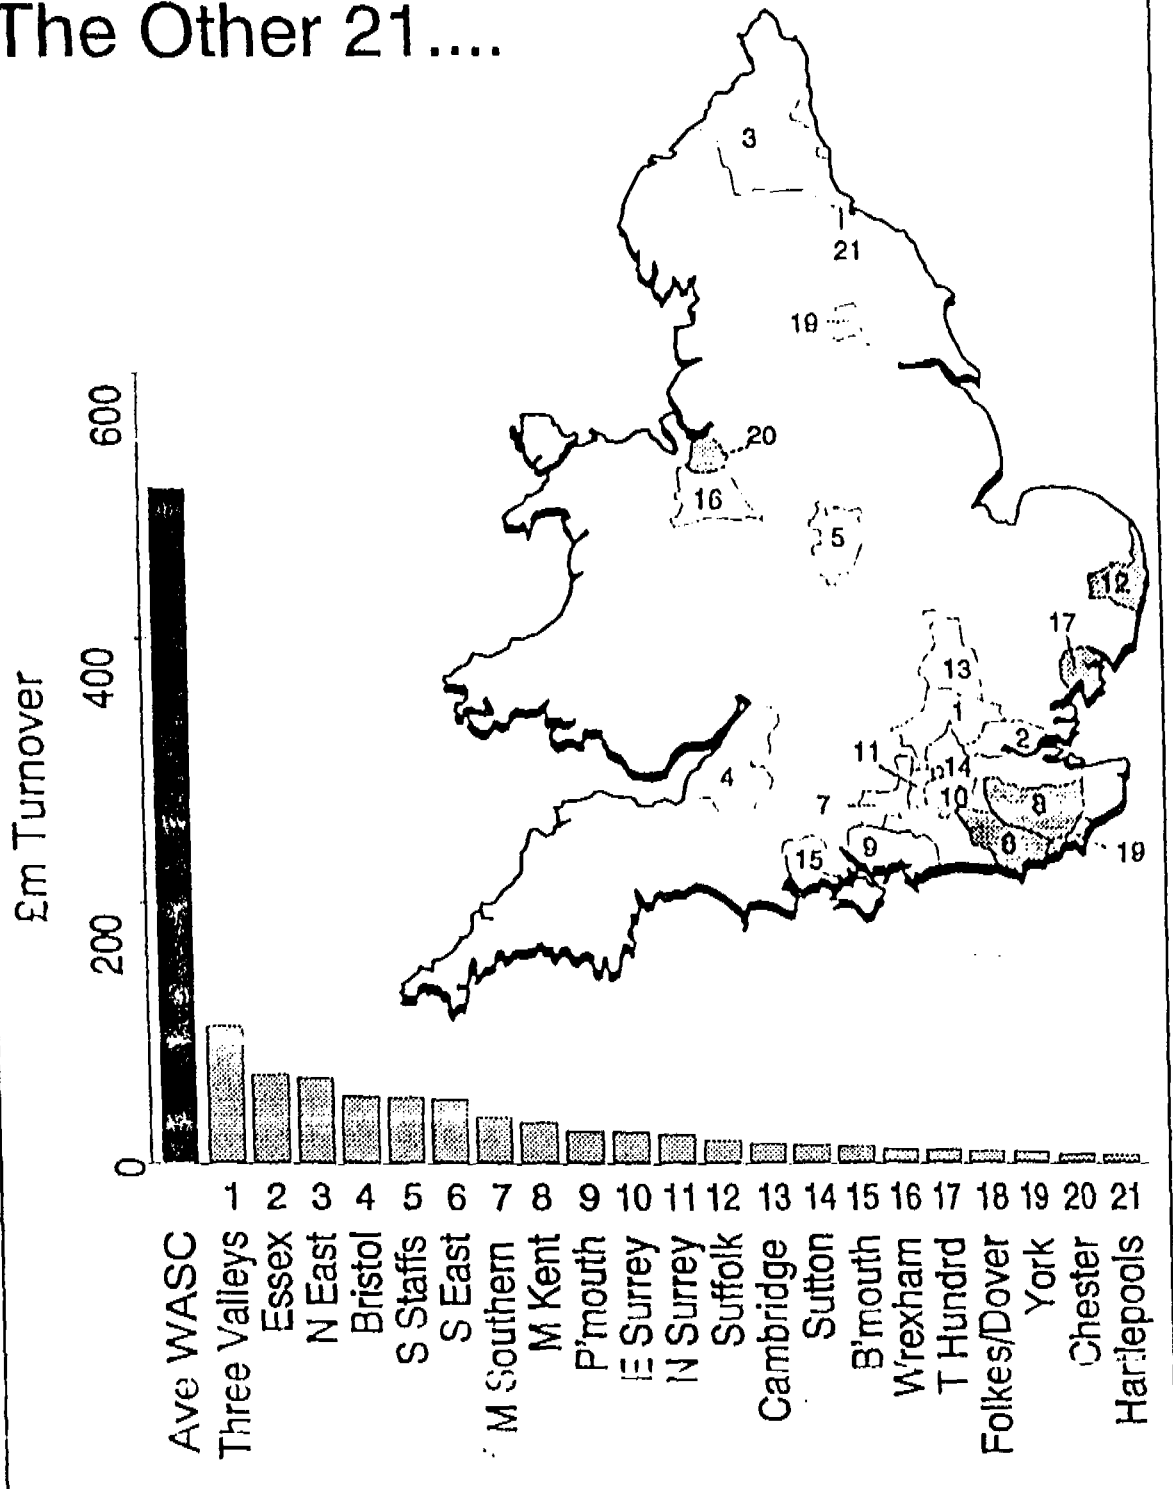 The Other 21....
3
21
19
20
16
5
12
17
13
1
2
11
14
4
10
8
7
6
9
15
19
£m Turnover
600
400
200
0
1 2 3 4 5 6 7 8 9 10 11 12 13 14 15 16 17 18 19 20 21
Ave WASC
Three Valleys
Essex
N East
Bristol
S Staffs
S East
M Southern
M Kent
P'mouth
E Surrey
N Surrey
Suffolk
Cambridge
Sutton
B'mouth
Wrexham
T Hundrd
Folkes/Dover
York
Chester
Hartlepools